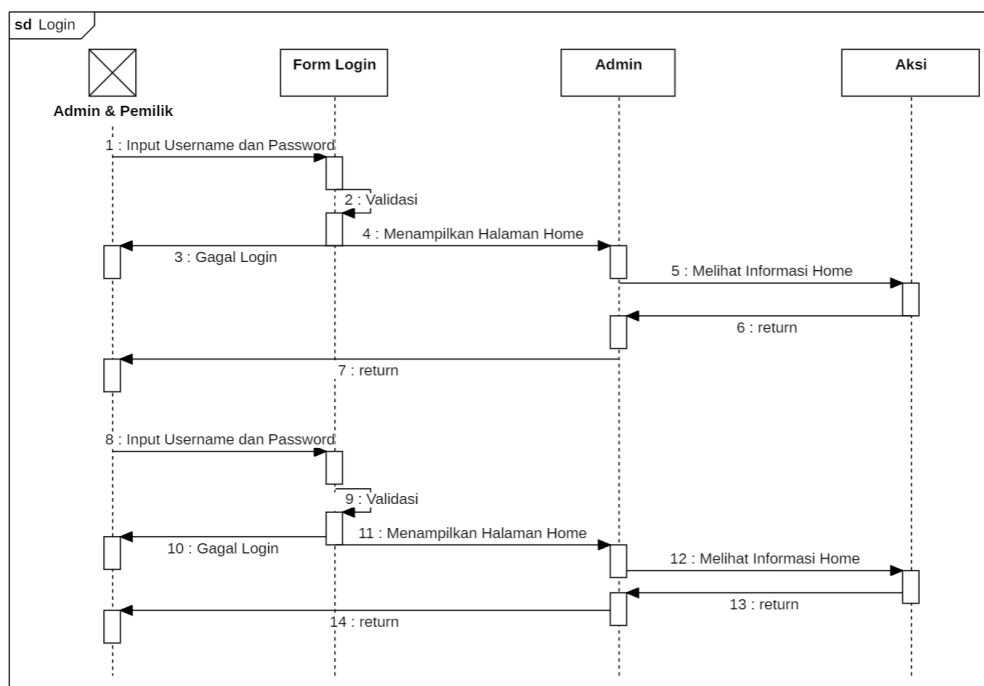 sd Login
Form Login
Admin
Aksi
Admin & Pemilik
1 : Input Username dan Password
2 : Validasi
4 : Menampilkan Halaman Home
3 : Gagal Login
5 : Melihat Informasi Home
6 : return
7 : return
8 : Input Username dan Password
9 : Validasi
11 : Menampilkan Halaman Home
10 : Gagal Login
12 : Melihat Informasi Home
13 : return
14 : return